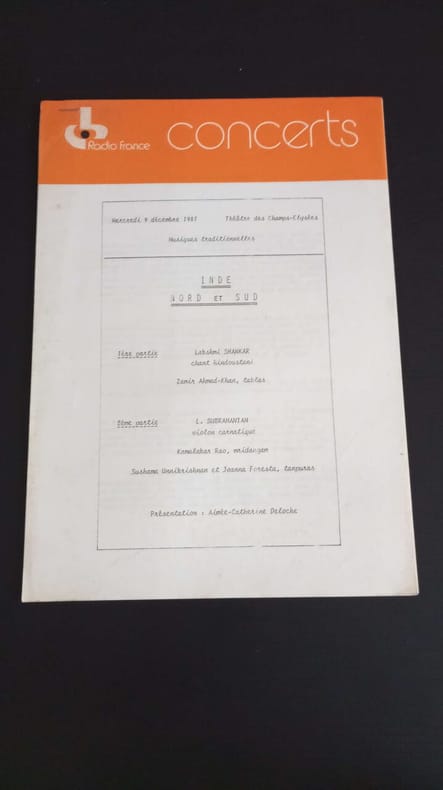 Radio France
concerts
Mercredi 9 décembre 1981 Théâtre des Champs-Elysées
Musiques traditionnelles
INDE
NORD ET SUD
1ère partie Lakshmi SHANKAR
chant hindoustani
Zamir Ahmad-Khan, tablas
2ème partie L. SUBRAMANIAM
violon carnatique
Kamalakar Rao, mridangam
Sushama Unnikrishnan et Joanna Foresta, tanpuras
Présentation : Aimée-Catherine Deloche